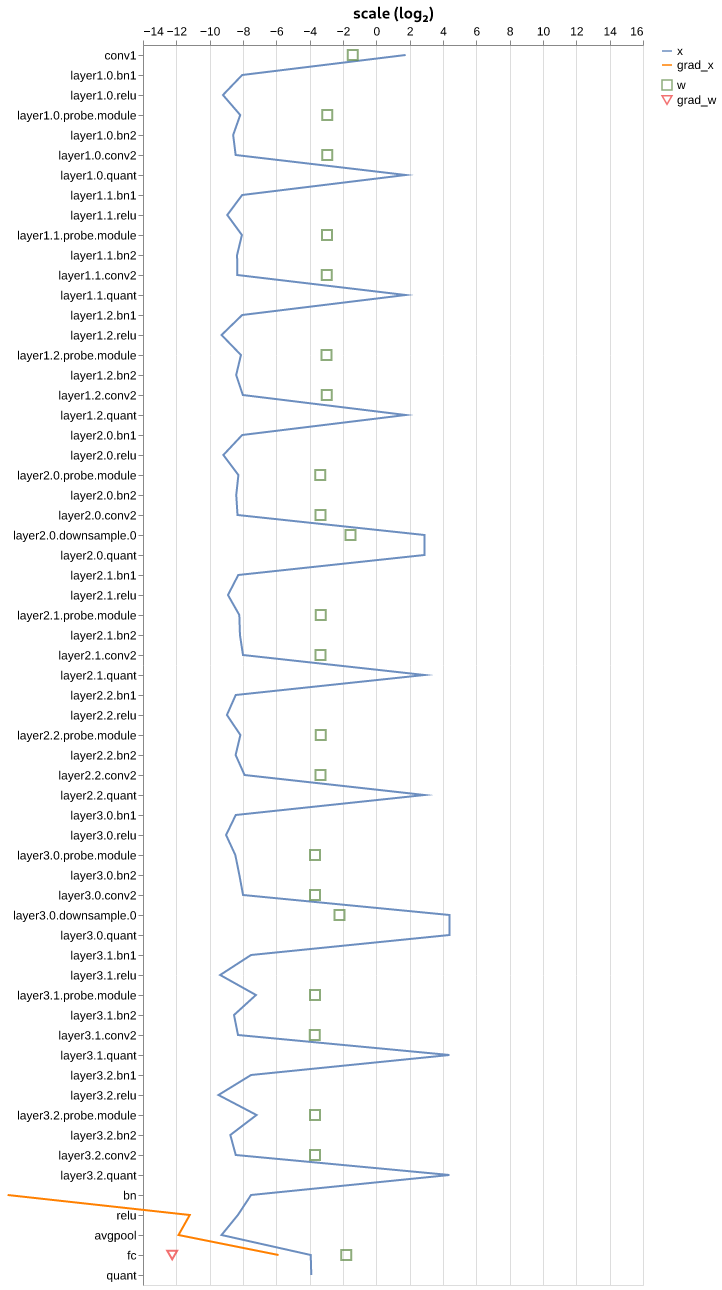 scale (log₂)
−14 −12 −10 −8 −6 −4 −2 0 2 4 6 8 10 12 14 16
x
grad_x
w
grad_w
conv1
layer1.0.bn1
layer1.0.relu
layer1.0.probe.module
layer1.0.bn2
layer1.0.conv2
layer1.0.quant
layer1.1.bn1
layer1.1.relu
layer1.1.probe.module
layer1.1.bn2
layer1.1.conv2
layer1.1.quant
layer1.2.bn1
layer1.2.relu
layer1.2.probe.module
layer1.2.bn2
layer1.2.conv2
layer1.2.quant
layer2.0.bn1
layer2.0.relu
layer2.0.probe.module
layer2.0.bn2
layer2.0.conv2
layer2.0.downsample.0
layer2.0.quant
layer2.1.bn1
layer2.1.relu
layer2.1.probe.module
layer2.1.bn2
layer2.1.conv2
layer2.1.quant
layer2.2.bn1
layer2.2.relu
layer2.2.probe.module
layer2.2.bn2
layer2.2.conv2
layer2.2.quant
layer3.0.bn1
layer3.0.relu
layer3.0.probe.module
layer3.0.bn2
layer3.0.conv2
layer3.0.downsample.0
layer3.0.quant
layer3.1.bn1
layer3.1.relu
layer3.1.probe.module
layer3.1.bn2
layer3.1.conv2
layer3.1.quant
layer3.2.bn1
layer3.2.relu
layer3.2.probe.module
layer3.2.bn2
layer3.2.conv2
layer3.2.quant
bn
relu
avgpool
fc
quant